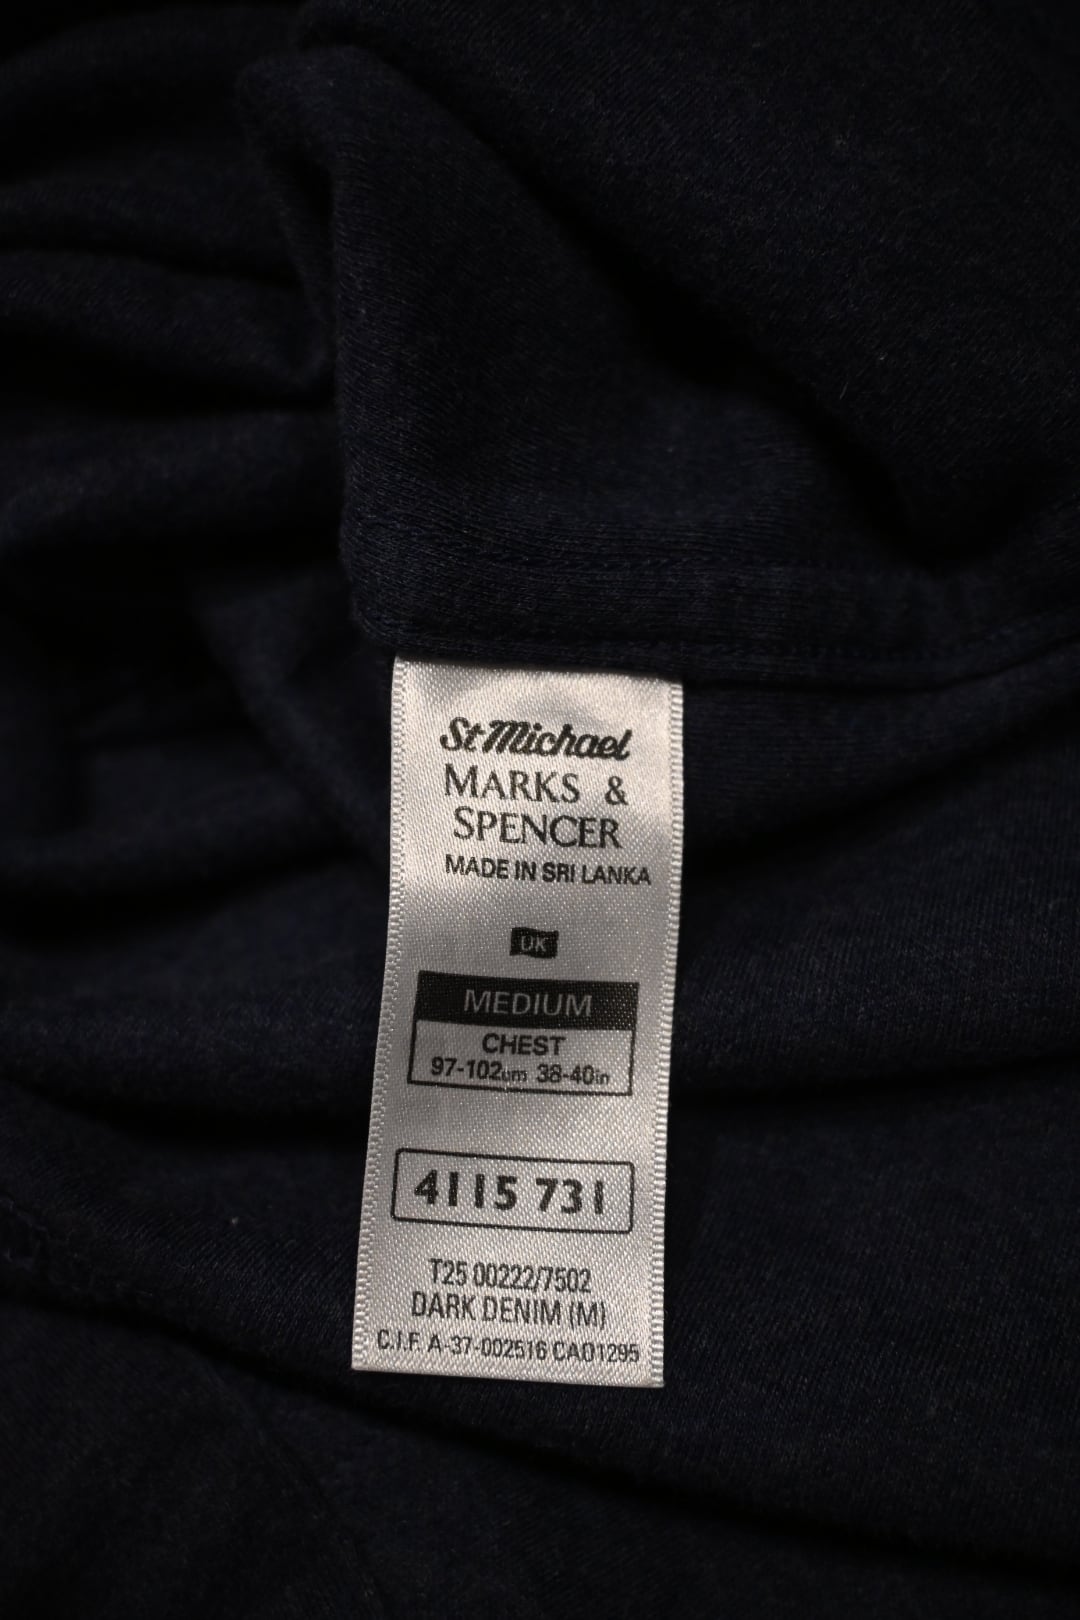 St Michael
MARKS &
SPENCER
MADE IN SRI LANKA
UK
MEDIUM
CHEST
97-102cm 38-40in
4115 731
T25 00222/7502
DARK DENIM (M)
C.I.F. A-37-002516 CA01295